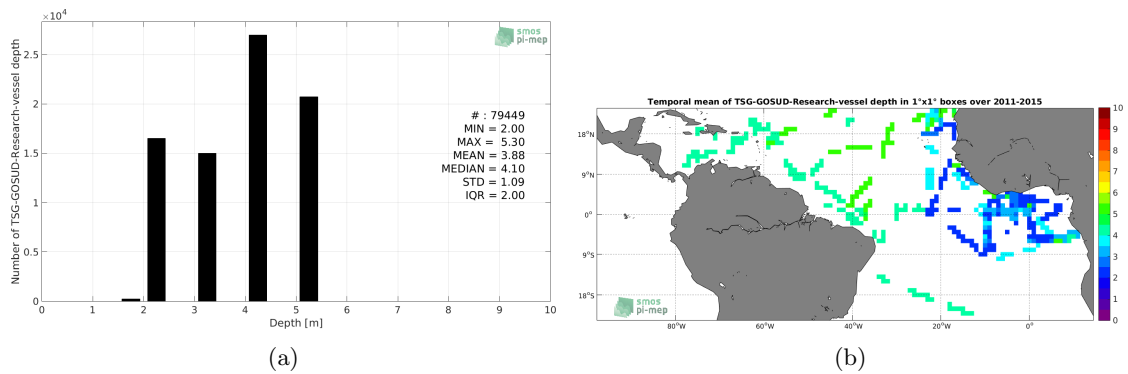 ×10⁴
2.5
2
1.5
1
0.5
0
0 1 2 3 4 5 6 7 8 9 10
Depth [m]
Number of TSG-GOSUD-Research-vessel depth
smos
pi-mep
# : 79449
MIN = 2.00
MAX = 5.30
MEAN = 3.88
MEDIAN = 4.10
STD = 1.09
IQR = 2.00
(a)
Temporal mean of TSG-GOSUD-Research-vessel depth in 1°x1° boxes over 2011-2015
18°N
9°N
0°
9°S
18°S
80°W 60°W 40°W 20°W 0°
smos
pi-mep
10
9
8
7
6
5
4
3
2
1
0
(b)